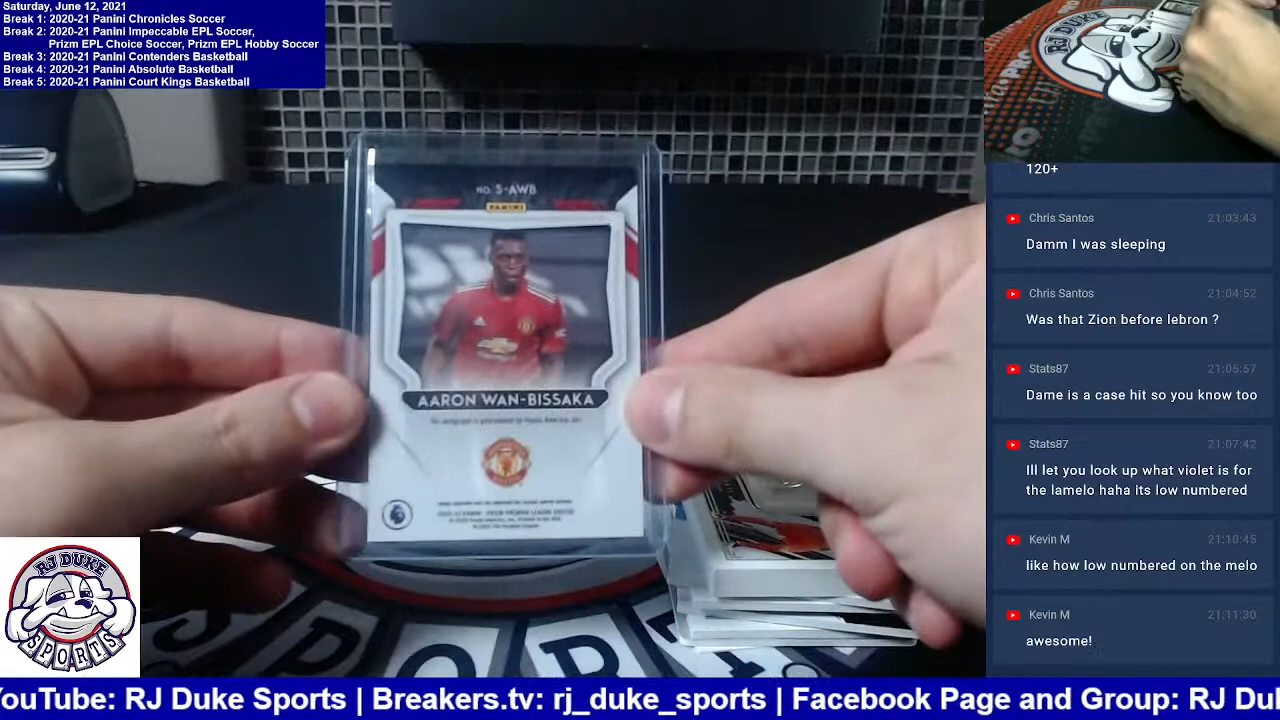 Saturday, June 12, 2021
Break 1: 2020-21 Panini Chronicles Soccer
Break 2: 2020-21 Panini Impeccable EPL Soccer,
Prizm EPL Choice Soccer, Prizm EPL Hobby Soccer
Break 3: 2020-21 Panini Contenders Basketball
Break 4: 2020-21 Panini Absolute Basketball
Break 5: 2020-21 Panini Court Kings Basketball
NO. S-AWB
PANINI
AARON WAN-BISSAKA
RJ DUKE
SPORTS
RJ DUKE
120+
Chris Santos 21:03:43
Damm I was sleeping
Chris Santos 21:04:52
Was that Zion before lebron ?
Stats87 21:05:57
Dame is a case hit so you know too
Stats87 21:07:42
Ill let you look up what violet is for
the lamelo haha its low numbered
Kevin M 21:10:45
like how low numbered on the melo
Kevin M 21:11:30
awesome!
YouTube: RJ Duke Sports | Breakers.tv: rj_duke_sports | Facebook Page and Group: RJ Du